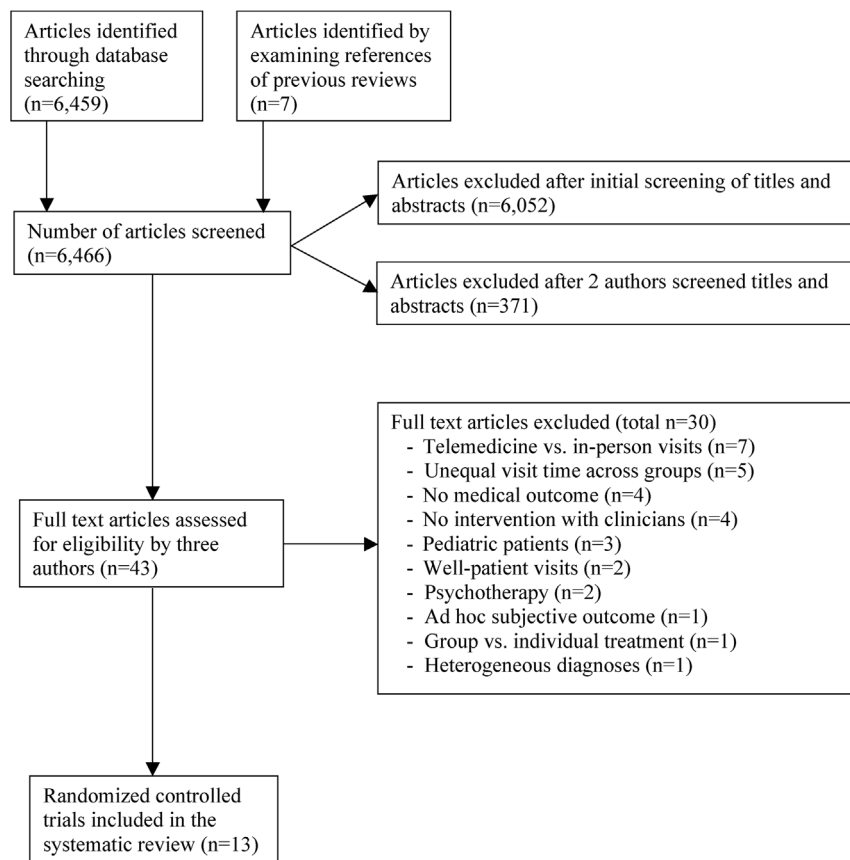 Articles identified
through database
searching
(n=6,459)
Articles identified by
examining references
of previous reviews
(n=7)
Articles excluded after initial screening of titles and
abstracts (n=6,052)
Number of articles screened
(n=6,466)
Articles excluded after 2 authors screened titles and
abstracts (n=371)
Full text articles excluded (total n=30)
- Telemedicine vs. in-person visits (n=7)
- Unequal visit time across groups (n=5)
- No medical outcome (n=4)
- No intervention with clinicians (n=4)
- Pediatric patients (n=3)
- Well-patient visits (n=2)
- Psychotherapy (n=2)
- Ad hoc subjective outcome (n=1)
- Group vs. individual treatment (n=1)
- Heterogeneous diagnoses (n=1)
Full text articles assessed
for eligibility by three
authors (n=43)
Randomized controlled
trials included in the
systematic review (n=13)